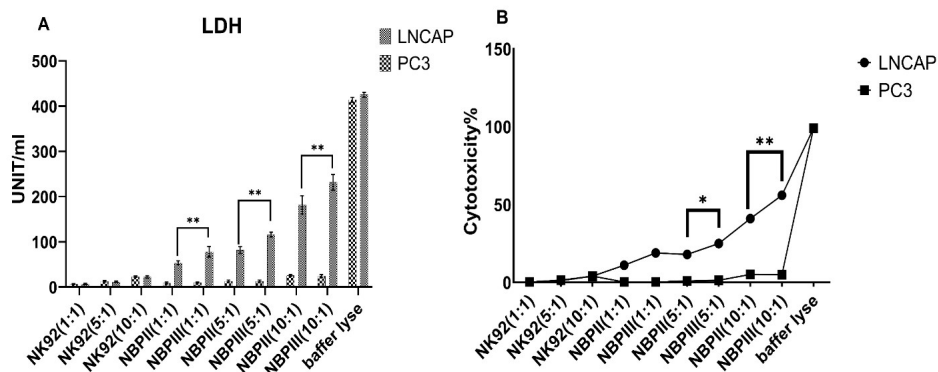 A
LDH
LNCAP
PC3
UNIT/ml
500
400
300
200
100
0
**
**
**
NK92(1:1)
NK92(5:1)
NK92(10:1)
NBPII(1:1)
NBPIII(1:1)
NBPII(5:1)
NBPIII(5:1)
NBPII(10:1)
NBPIII(10:1)
baffer lyse
B
LNCAP
PC3
Cytotoxicity%
150
100
50
0
*
**
NK92(1:1)
NK92(5:1)
NK92(10:1)
NBPII(1:1)
NBPIII(1:1)
NBPII(5:1)
NBPIII(5:1)
NBPII(10:1)
NBPIII(10:1)
baffer lyse